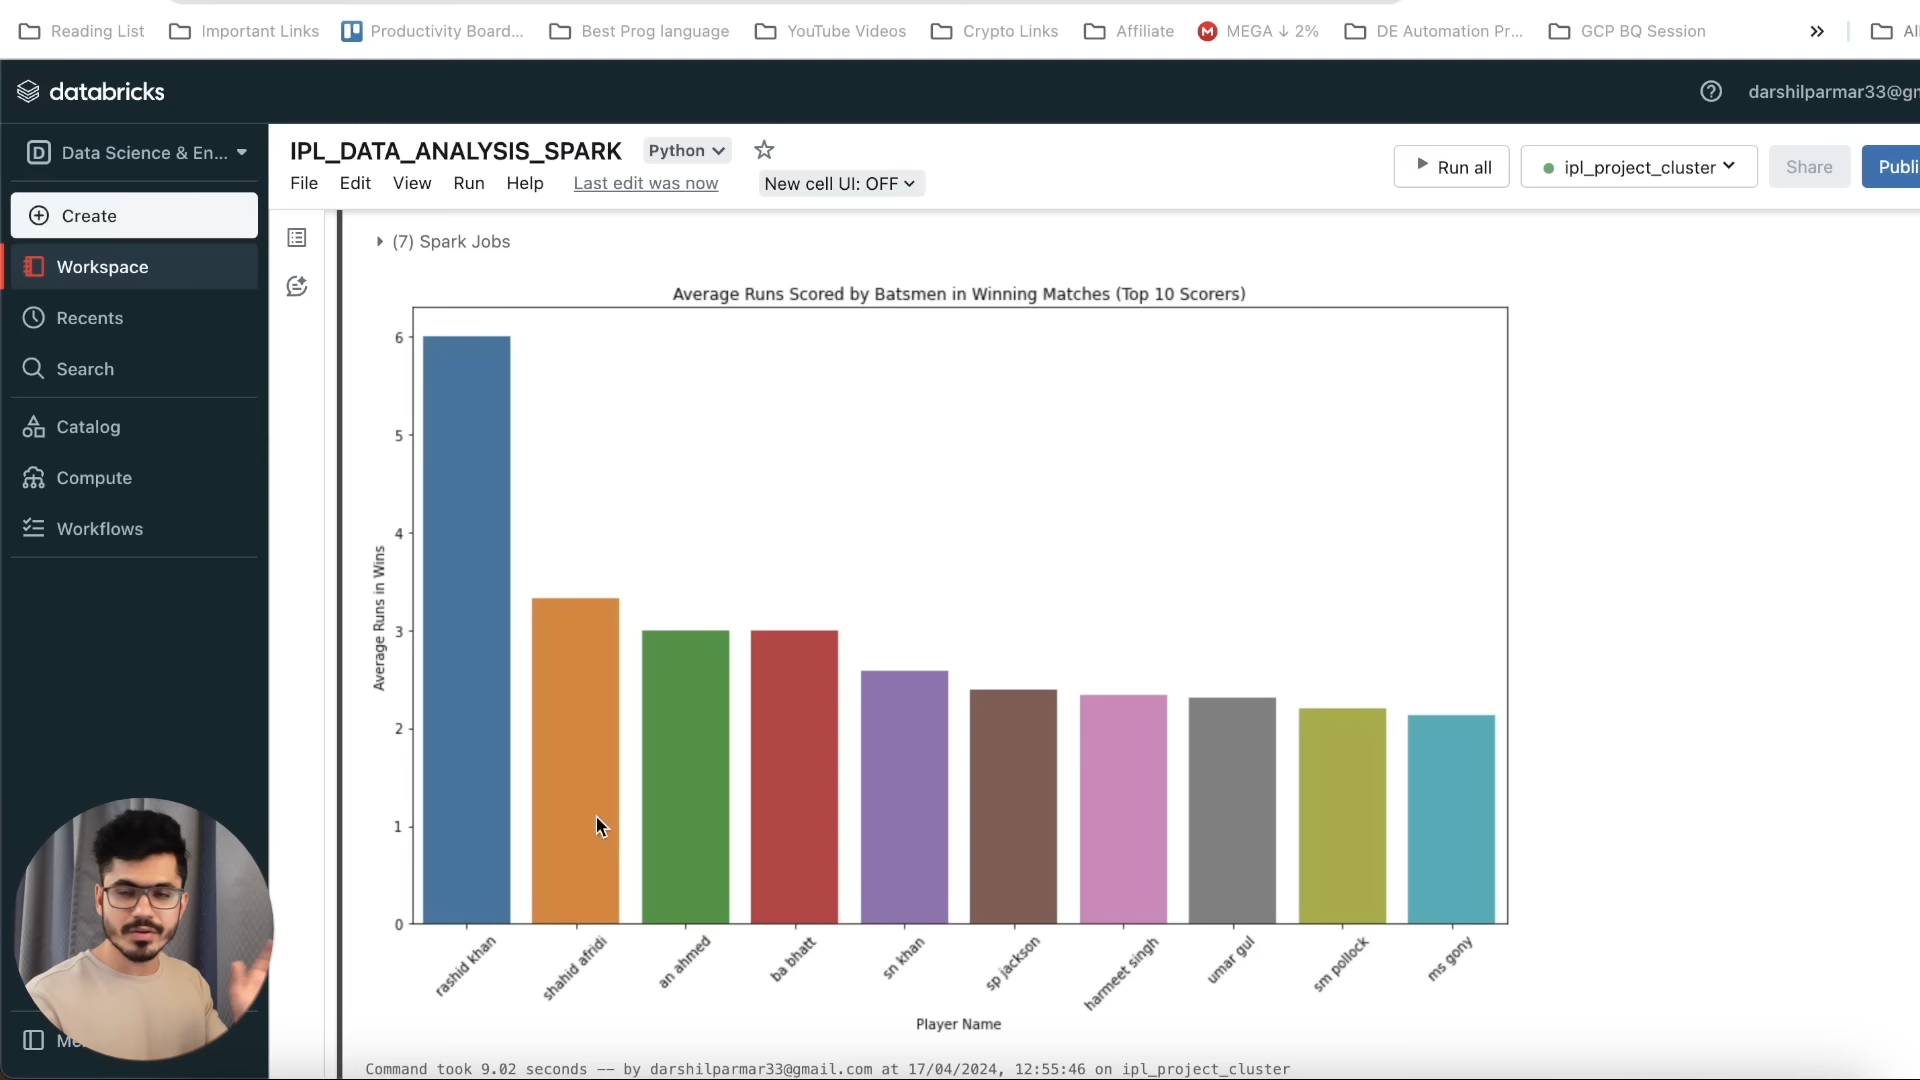 Reading List Important Links Productivity Board... Best Prog language YouTube Videos Crypto Links Affiliate MEGA ↓ 2% DE Automation Pr... GCP BQ Session »
databricks
darshilparmar33@gr
D Data Science & En...
IPL_DATA_ANALYSIS_SPARK Python
Run all
ipl_project_cluster
Share
Publi
File Edit View Run Help Last edit was now New cell UI: OFF
Create
Workspace
Recents
Search
Catalog
Compute
Workflows
(7) Spark Jobs
Average Runs Scored by Batsmen in Winning Matches (Top 10 Scorers)
Average Runs in Wins
6
5
4
3
2
1
0
rashid khan
shahid afridi
an ahmed
ba bhatt
sn khan
sp jackson
harmeet singh
umar gul
sm pollock
ms gony
Player Name
Command took 9.02 seconds -- by darshilparmar33@gmail.com at 17/04/2024, 12:55:46 on ipl_project_cluster